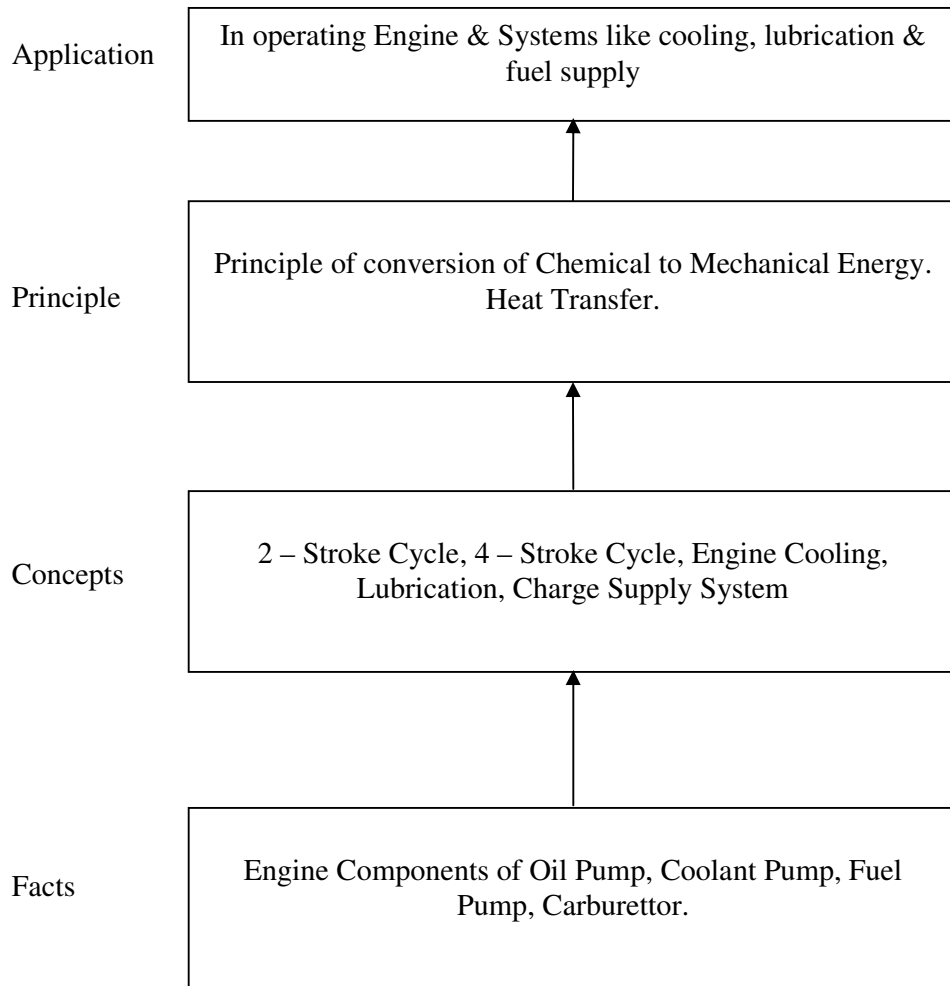 Application
In operating Engine & Systems like cooling, lubrication &
fuel supply
Principle
Principle of conversion of Chemical to Mechanical Energy.
Heat Transfer.
Concepts
2 – Stroke Cycle, 4 – Stroke Cycle, Engine Cooling,
Lubrication, Charge Supply System
Facts
Engine Components of Oil Pump, Coolant Pump, Fuel
Pump, Carburettor.